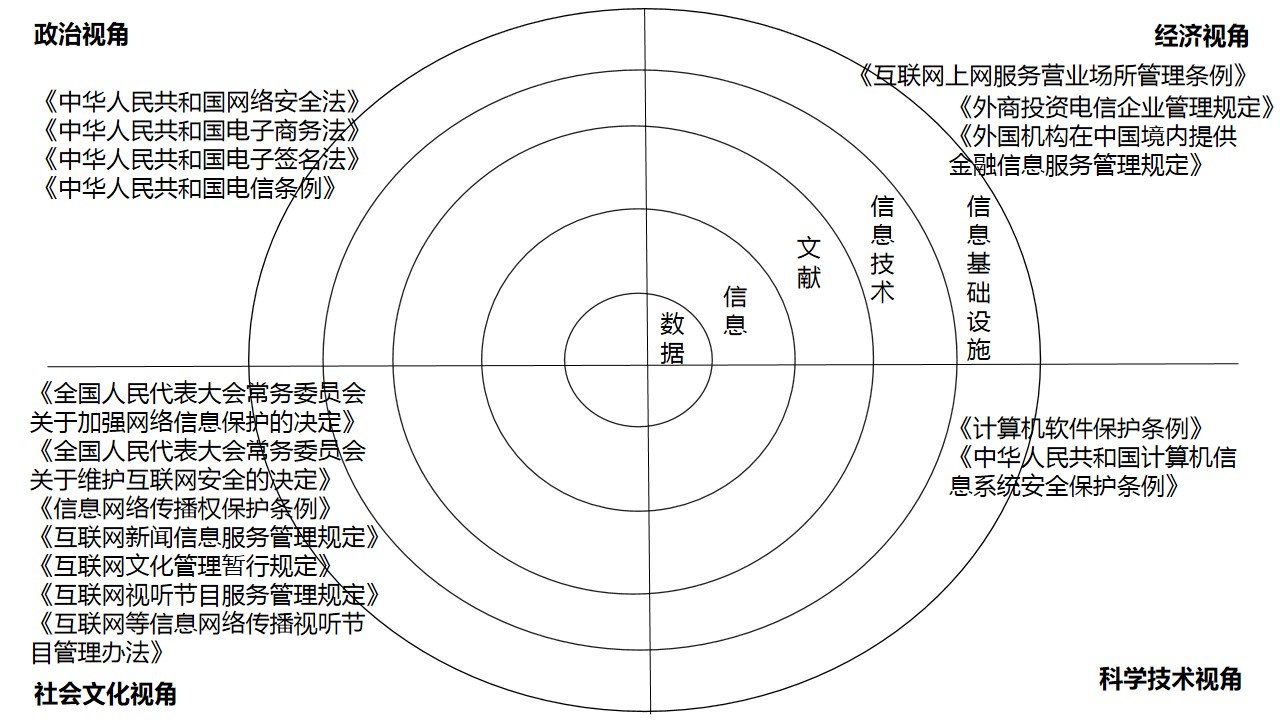 政治视角
《中华人民共和国网络安全法》
《中华人民共和国电子商务法》
《中华人民共和国电子签名法》
《中华人民共和国电信条例》
经济视角
《互联网上网服务营业场所管理条例》
《外商投资电信企业管理规定》
《外国机构在中国境内提供
金融信息服务管理规定》
数据
信息
文献
信息技术
信息基础设施
《全国人民代表大会常务委员会
关于加强网络信息保护的决定》
《全国人民代表大会常务委员会
关于维护互联网安全的决定》
《信息网络传播权保护条例》
《互联网新闻信息服务管理规定》
《互联网文化管理暂行规定》
《互联网视听节目服务管理规定》
《互联网等信息网络传播视听节
目管理办法》
社会文化视角
《计算机软件保护条例》
《中华人民共和国计算机信
息系统安全保护条例》
科学技术视角